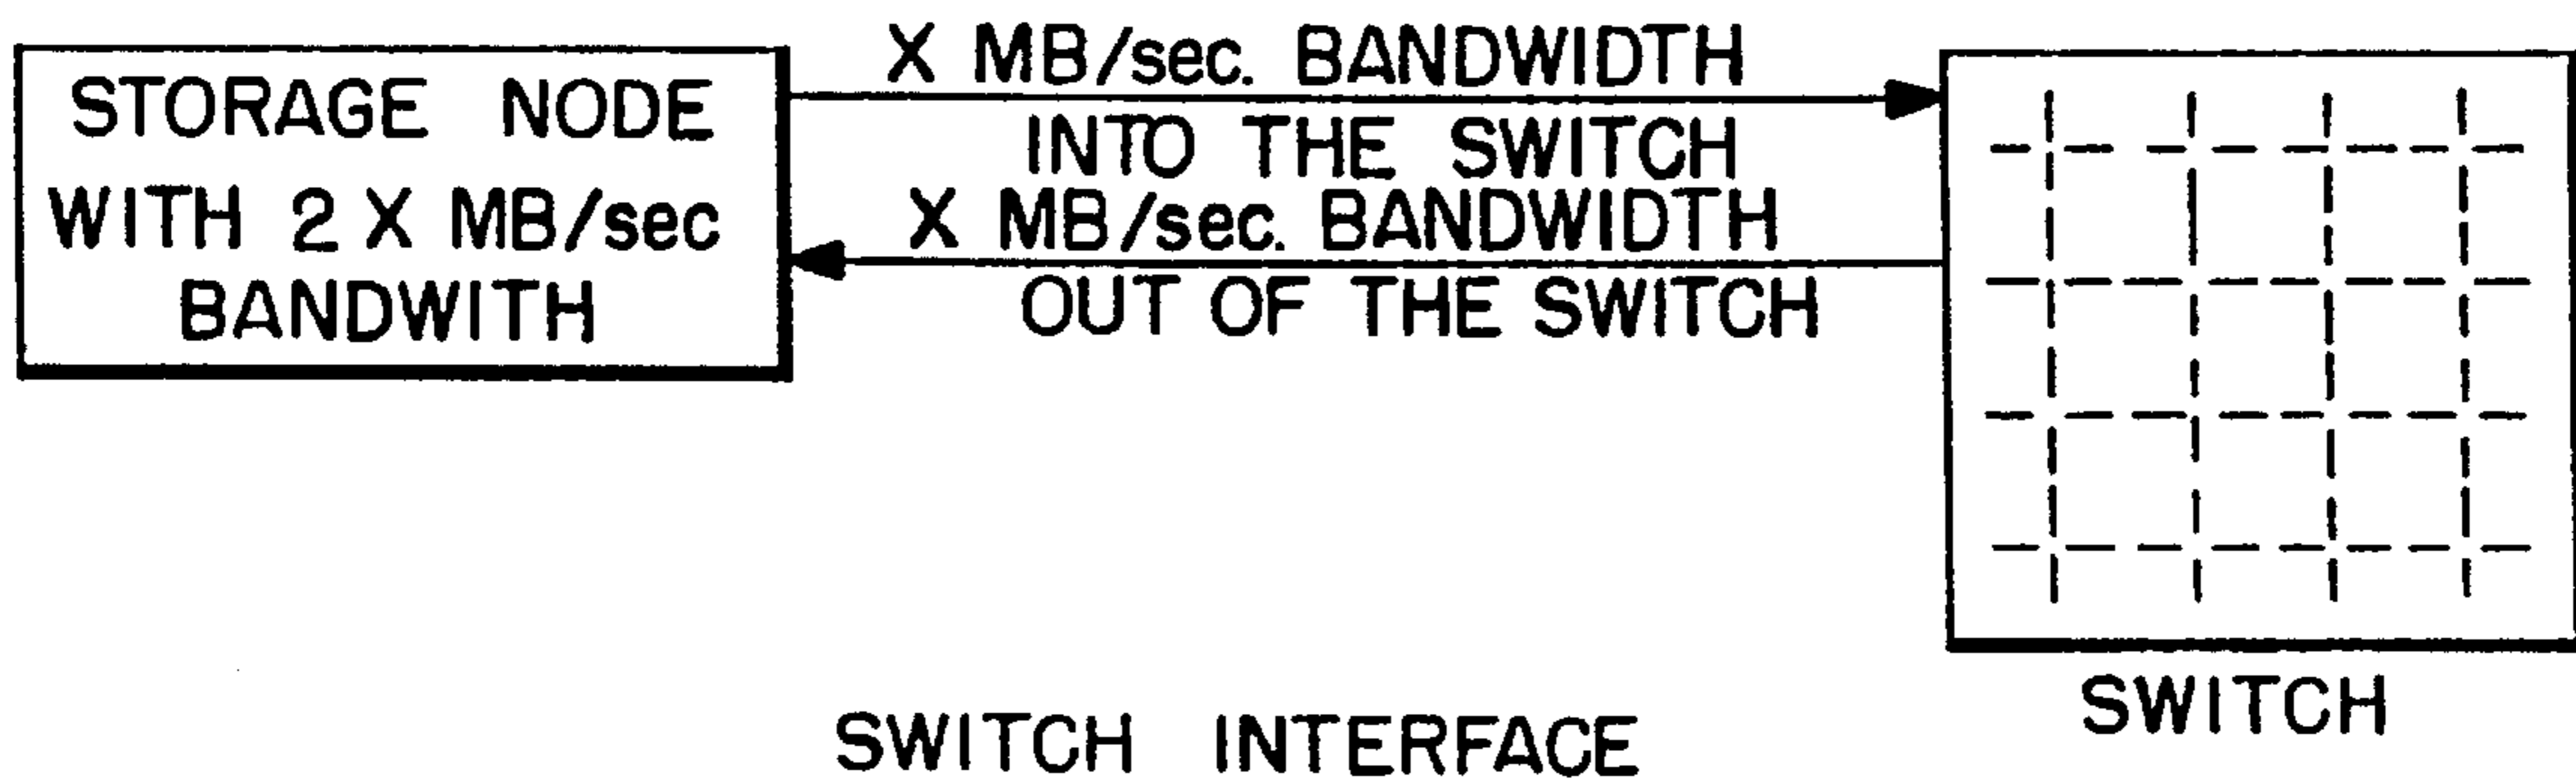 STORAGE NODE
WITH 2 X MB/sec
BANDWITH
X MB/sec. BANDWIDTH
INTO THE SWITCH
X MB/sec. BANDWIDTH
OUT OF THE SWITCH
SWITCH
SWITCH INTERFACE